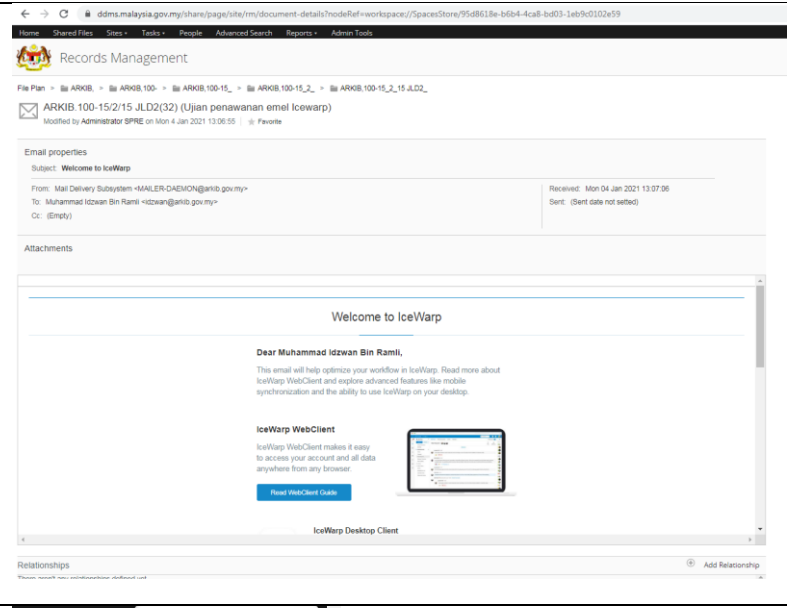 ddms.malaysia.gov.my/share/page/site/rm/document-details?nodeRef=workspace://SpacesStore/95d8618e-b6b4-4ca8-bd03-1eb9c0102e59
Home Shared Files Sites Tasks People Advanced Search Reports Admin Tools
Records Management
File Plan > ARKIB, > ARKIB,100- > ARKIB,100-15_ > ARKIB,100-15_2_ > ARKIB,100-15_2_15 JLD2_
ARKIB.100-15/2/15 JLD2(32) (Ujian penawanan emel Icewarp)
Modified by Administrator SPRE on Mon 4 Jan 2021 13:06:55 Favorite
Email properties
Subject: Welcome to IceWarp
From: Mail Delivery Subsystem <MAILER-DAEMON@arkib.gov.my> Received: Mon 04 Jan 2021 13:07:06
To: Muhammad Idzwan Bin Ramli <idzwan@arkib.gov.my> Sent: (Sent date not setted)
Cc: (Empty)
Attachments
Welcome to IceWarp
Dear Muhammad Idzwan Bin Ramli,
This email will help optimize your workflow in IceWarp. Read more about
IceWarp WebClient and explore advanced features like mobile
synchronization and the ability to use IceWarp on your desktop.
IceWarp WebClient
IceWarp WebClient makes it easy
to access your account and all data
anywhere from any browser.
Read WebClient Guide
IceWarp Desktop Client
Relationships Add Relationship
There aren't any relationships defined yet